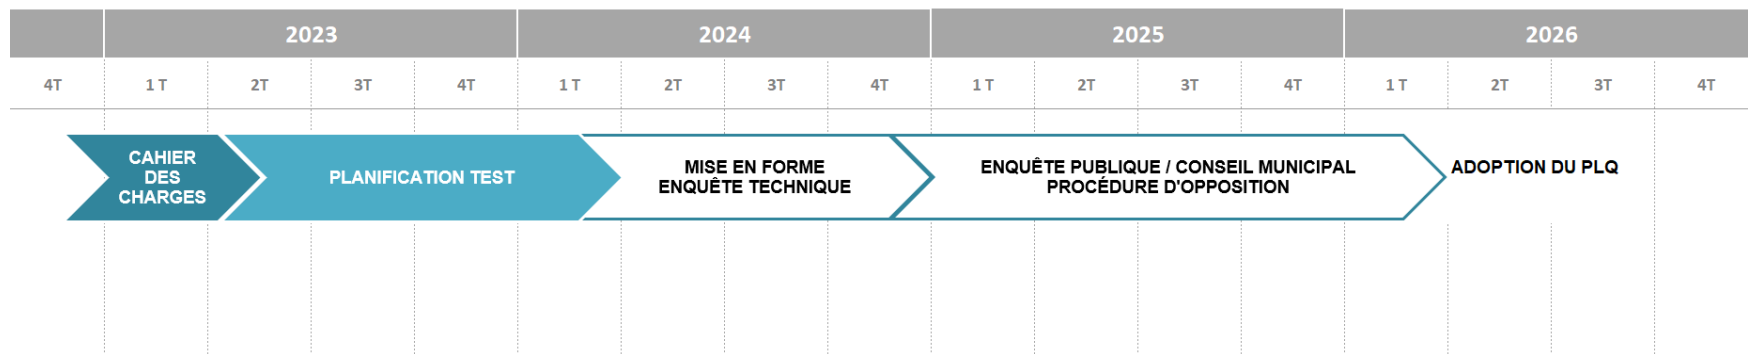 2023 2024 2025 2026
4T 1 T 2T 3T 4T 1 T 2T 3T 4T 1 T 2T 3T 4T 1 T 2T 3T 4T
CAHIER
DES
CHARGES
PLANIFICATION TEST
MISE EN FORME
ENQUÊTE TECHNIQUE
ENQUÊTE PUBLIQUE / CONSEIL MUNICIPAL
PROCÉDURE D'OPPOSITION
ADOPTION DU PLQ